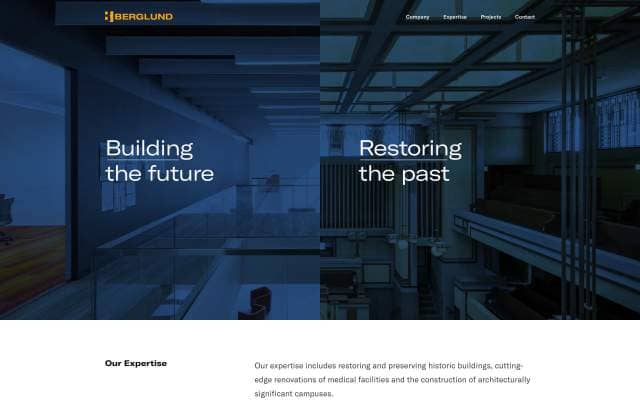 BERGLUND
Company Expertise Projects Contact
Building
the future
Restoring
the past
Our Expertise
Our expertise includes restoring and preserving historic buildings, cutting-
edge renovations of medical facilities and the construction of architecturally
significant campuses.